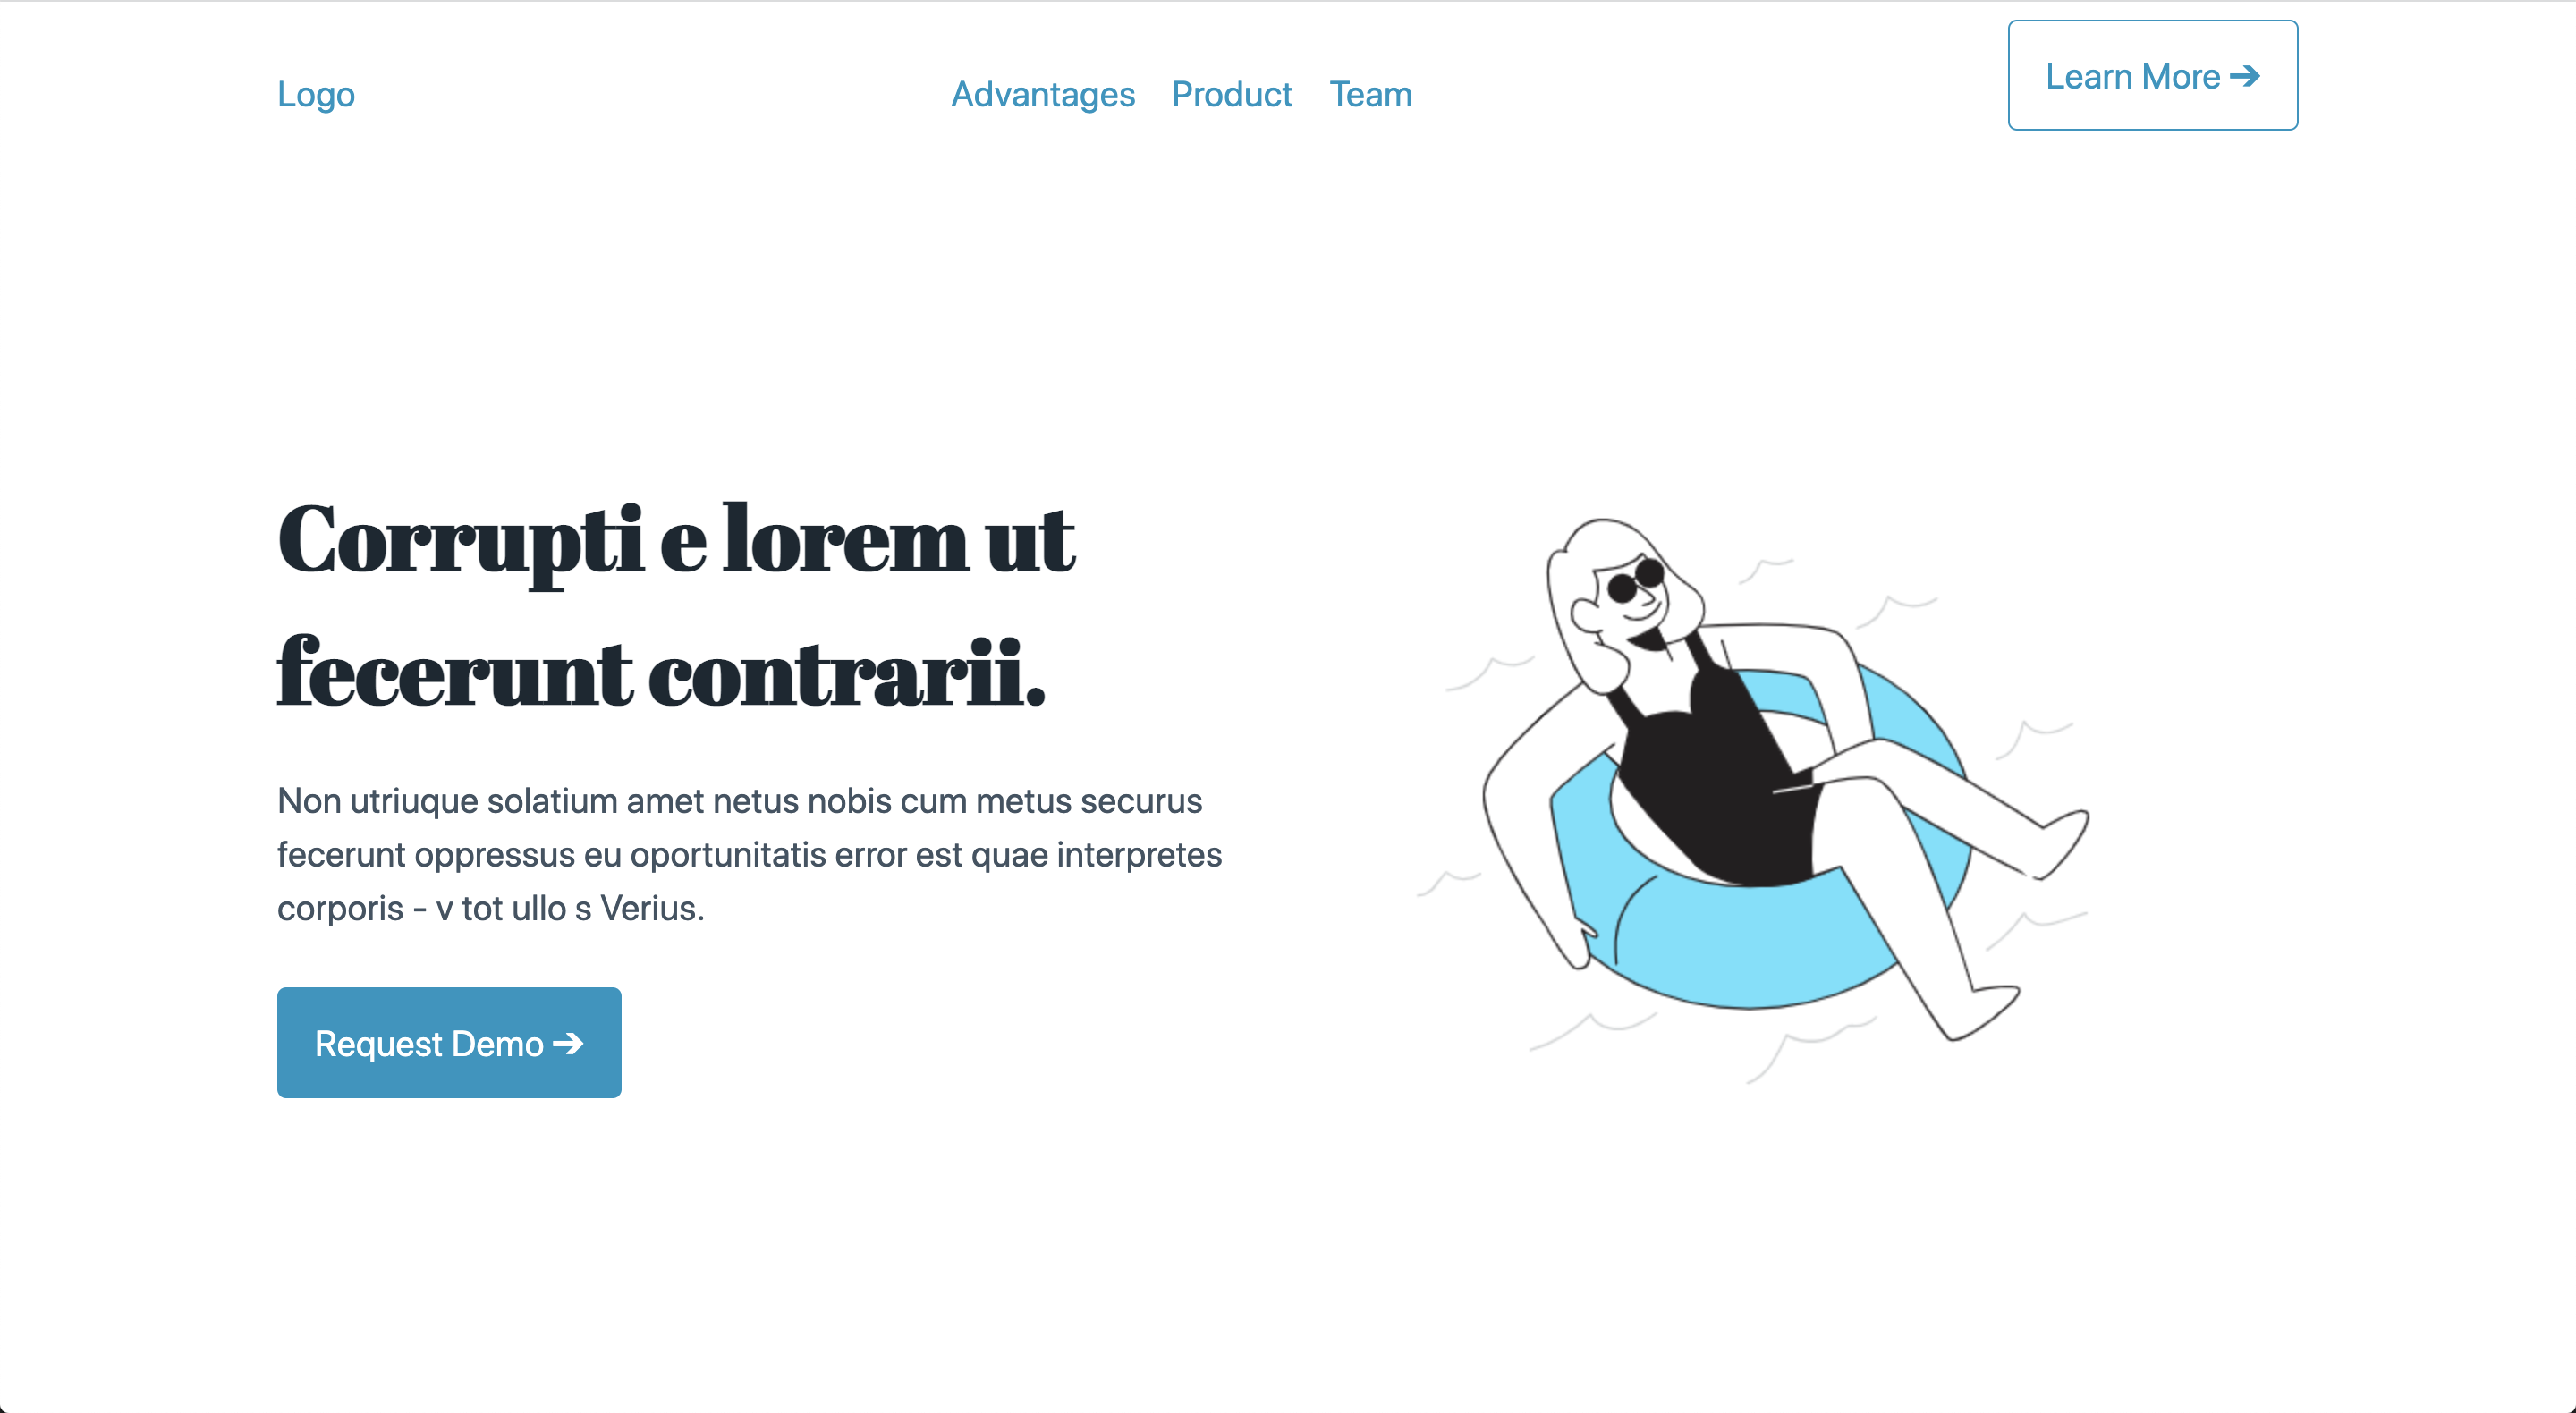 Logo
Advantages Product Team
Learn More ➔
Corrupti e lorem ut
fecerunt contrarii.
Non utriuque solatium amet netus nobis cum metus securus
fecerunt oppressus eu oportunitatis error est quae interpretes
corporis - v tot ullo s Verius.
Request Demo ➔